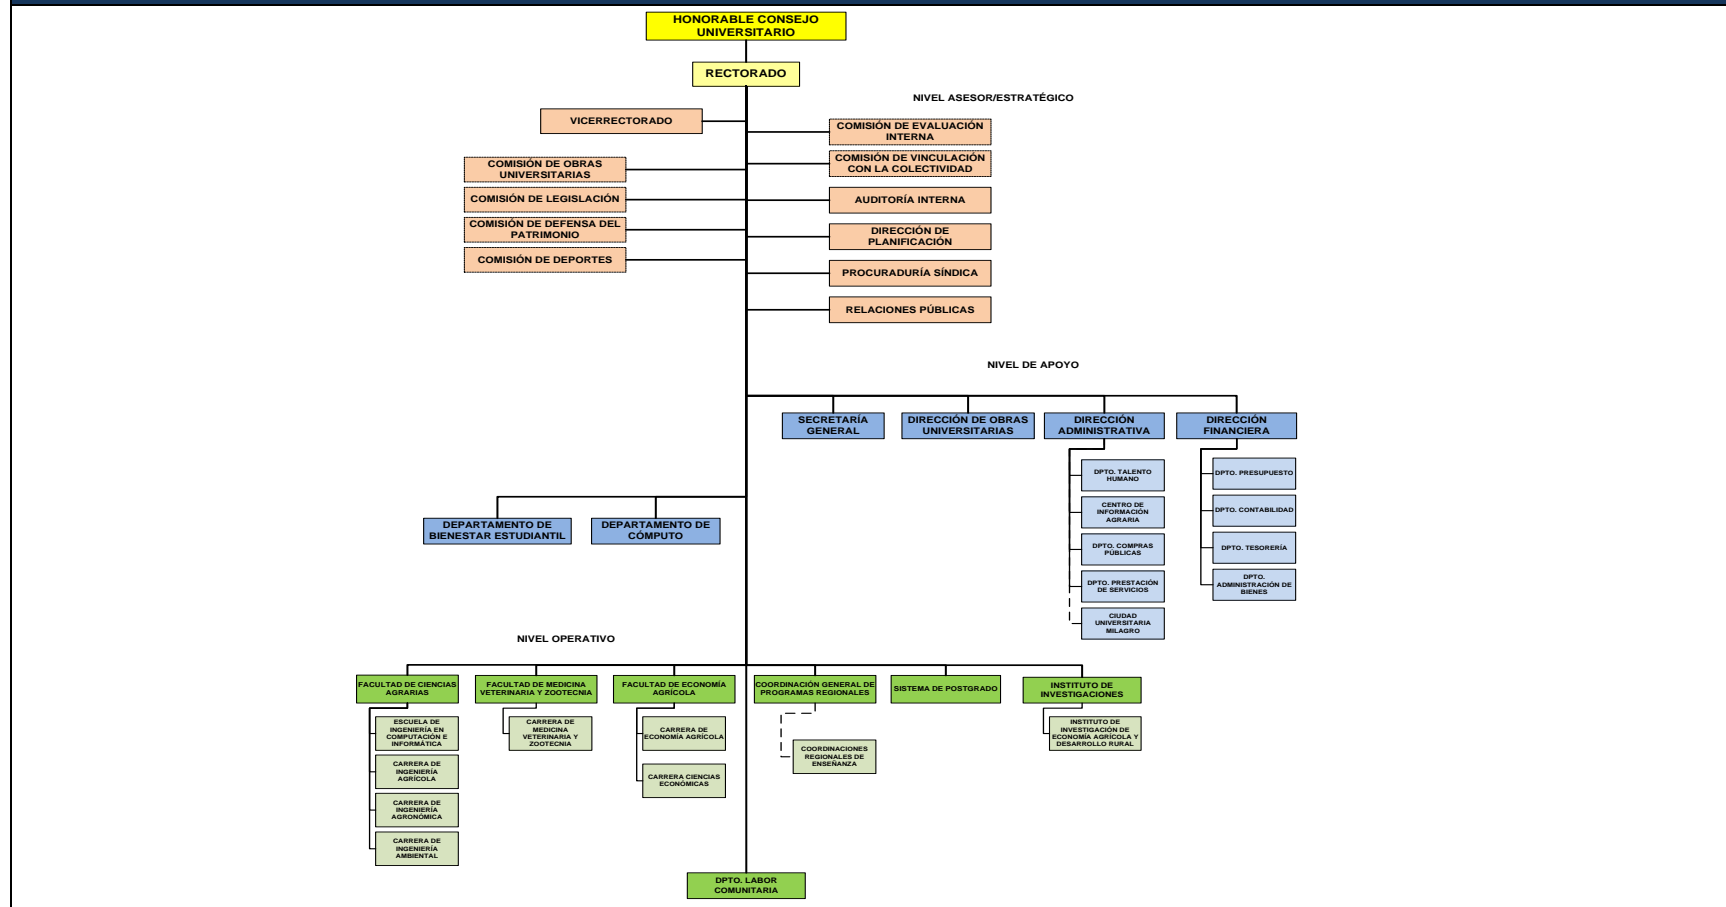 HONORABLE CONSEJO
UNIVERSITARIO
RECTORADO
NIVEL ASESOR/ESTRATÉGICO
VICERRECTORADO
COMISIÓN DE EVALUACIÓN
INTERNA
COMISIÓN DE OBRAS
UNIVERSITARIAS
COMISIÓN DE VINCULACIÓN
CON LA COLECTIVIDAD
COMISIÓN DE LEGISLACIÓN
AUDITORÍA INTERNA
COMISIÓN DE DEFENSA DEL
PATRIMONIO
DIRECCIÓN DE
PLANIFICACIÓN
COMISIÓN DE DEPORTES
PROCURADURÍA SÍNDICA
RELACIONES PÚBLICAS
NIVEL DE APOYO
SECRETARÍA
GENERAL
DIRECCIÓN DE OBRAS
UNIVERSITARIAS
DIRECCIÓN
ADMINISTRATIVA
DIRECCIÓN
FINANCIERA
DPTO. TALENTO
HUMANO
CENTRO DE
INFORMACIÓN
AGRARIA
DPTO. COMPRAS
PÚBLICAS
DPTO. PRESTACIÓN
DE SERVICIOS
CIUDAD
UNIVERSITARIA
MILAGRO
DPTO. PRESUPUESTO
DPTO. CONTABILIDAD
DPTO. TESORERÍA
DPTO.
ADMINISTRACIÓN DE
BIENES
DEPARTAMENTO DE
BIENESTAR ESTUDIANTIL
DEPARTAMENTO DE
CÓMPUTO
NIVEL OPERATIVO
FACULTAD DE CIENCIAS
AGRARIAS
FACULTAD DE MEDICINA
VETERINARIA Y ZOOTECNIA
FACULTAD DE ECONOMÍA
AGRÍCOLA
COORDINACIÓN GENERAL DE
PROGRAMAS REGIONALES
SISTEMA DE POSTGRADO
INSTITUTO DE
INVESTIGACIONES
ESCUELA DE
INGENIERÍA EN
COMPUTACIÓN E
INFORMÁTICA
CARRERA DE
INGENIERÍA
AGRÍCOLA
CARRERA DE
INGENIERÍA
AGRONÓMICA
CARRERA DE
INGENIERÍA
AMBIENTAL
CARRERA DE
MEDICINA
VETERINARIA Y
ZOOTECNIA
CARRERA DE
ECONOMÍA AGRÍCOLA
CARRERA CIENCIAS
ECONÓMICAS
COORDINACIONES
REGIONALES DE
ENSEÑANZA
INSTITUTO DE
INVESTIGACIÓN DE
ECONOMÍA AGRÍCOLA Y
DESARROLLO RURAL
DPTO. LABOR
COMUNITARIA